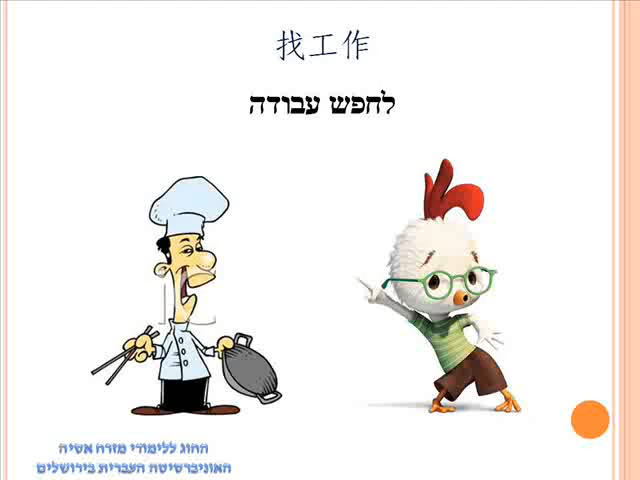 找工作
לחפש עבודה
החוג ללימודי מזרח אסיה
האוניברסיטה העברית בירושלים